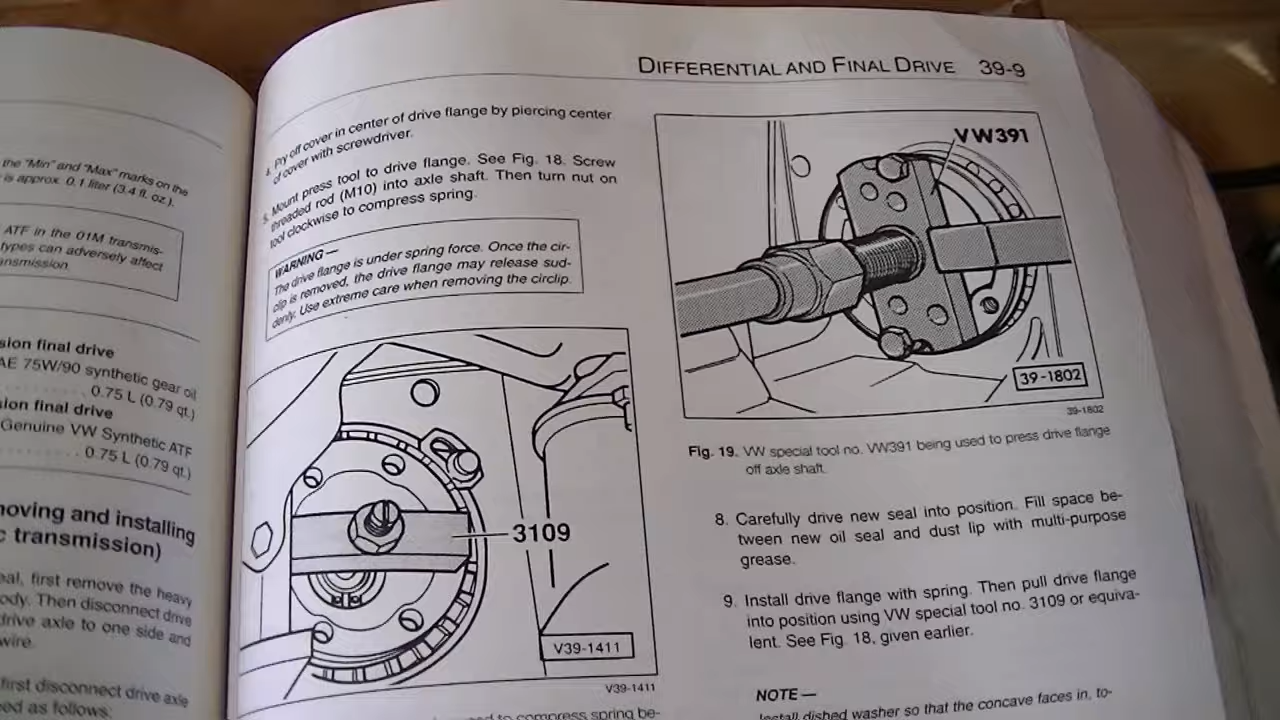 the "Min" and "Max" marks on the
is approx. 0.1 liter (3.4 fl. oz.).
ATF in the 01M transmis-
types can adversely affect
ansmission
sion final drive
AE 75W/90 synthetic gear oil
0.75 L (0.79 qt.)
sion final drive
Genuine VW Synthetic ATF
0.75 L (0.79 qt.)
moving and installing
c transmission)
eal, first remove the heavy
ody. Then disconnect drive
drive axle to one side and
wire.
first disconnect drive axle
ed as follows:
DIFFERENTIAL AND FINAL DRIVE 39-9
4. Pry off cover in center of drive flange by piercing center
of cover with screwdriver.
5. Mount press tool to drive flange. See Fig. 18. Screw
threaded rod (M10) into axle shaft. Then turn nut on
tool clockwise to compress spring.
WARNING —
The drive flange is under spring force. Once the cir-
clip is removed, the drive flange may release sud-
denly. Use extreme care when removing the circlip.
3109
V39-1411
V39-1411
to compress spring be-
VW391
39-1802
39-1802
Fig. 19. VW special tool no. VW391 being used to press drive flange
off axle shaft.
8. Carefully drive new seal into position. Fill space be-
tween new oil seal and dust lip with multi-purpose
grease.
9. Install drive flange with spring. Then pull drive flange
into position using VW special tool no. 3109 or equiva-
lent. See Fig. 18, given earlier.
NOTE —
Install dished washer so that the concave faces in, to-